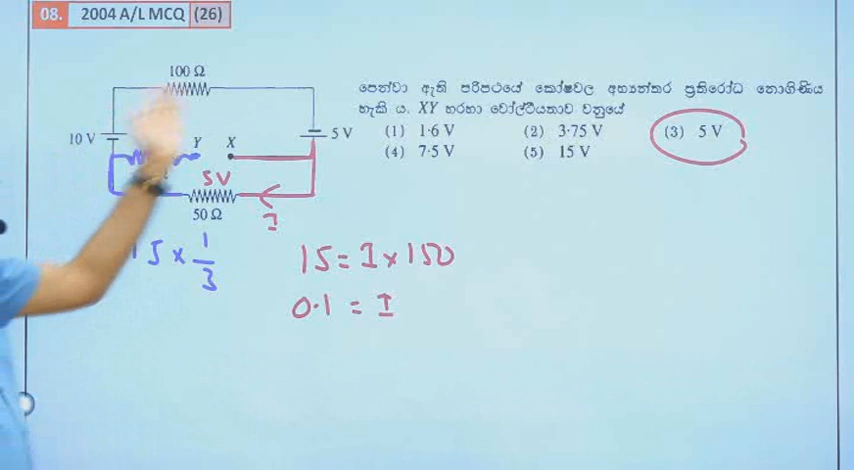 08. 2004 A/L MCQ (26)
100 Ω
පෙන්වා ඇති පරිපථයේ කෝෂවල අභ්‍යන්තර ප්‍රතිරෝධ නොගිණිය
හැකි ය. XY හරහා වෝල්ටීයතාව වනුයේ
10 V
Y X
5 V
(1) 1·6 V (2) 3·75 V (3) 5 V
(4) 7·5 V (5) 15 V
5V
50 Ω
I
15 × 1/3
15 = I × 150
0.1 = I